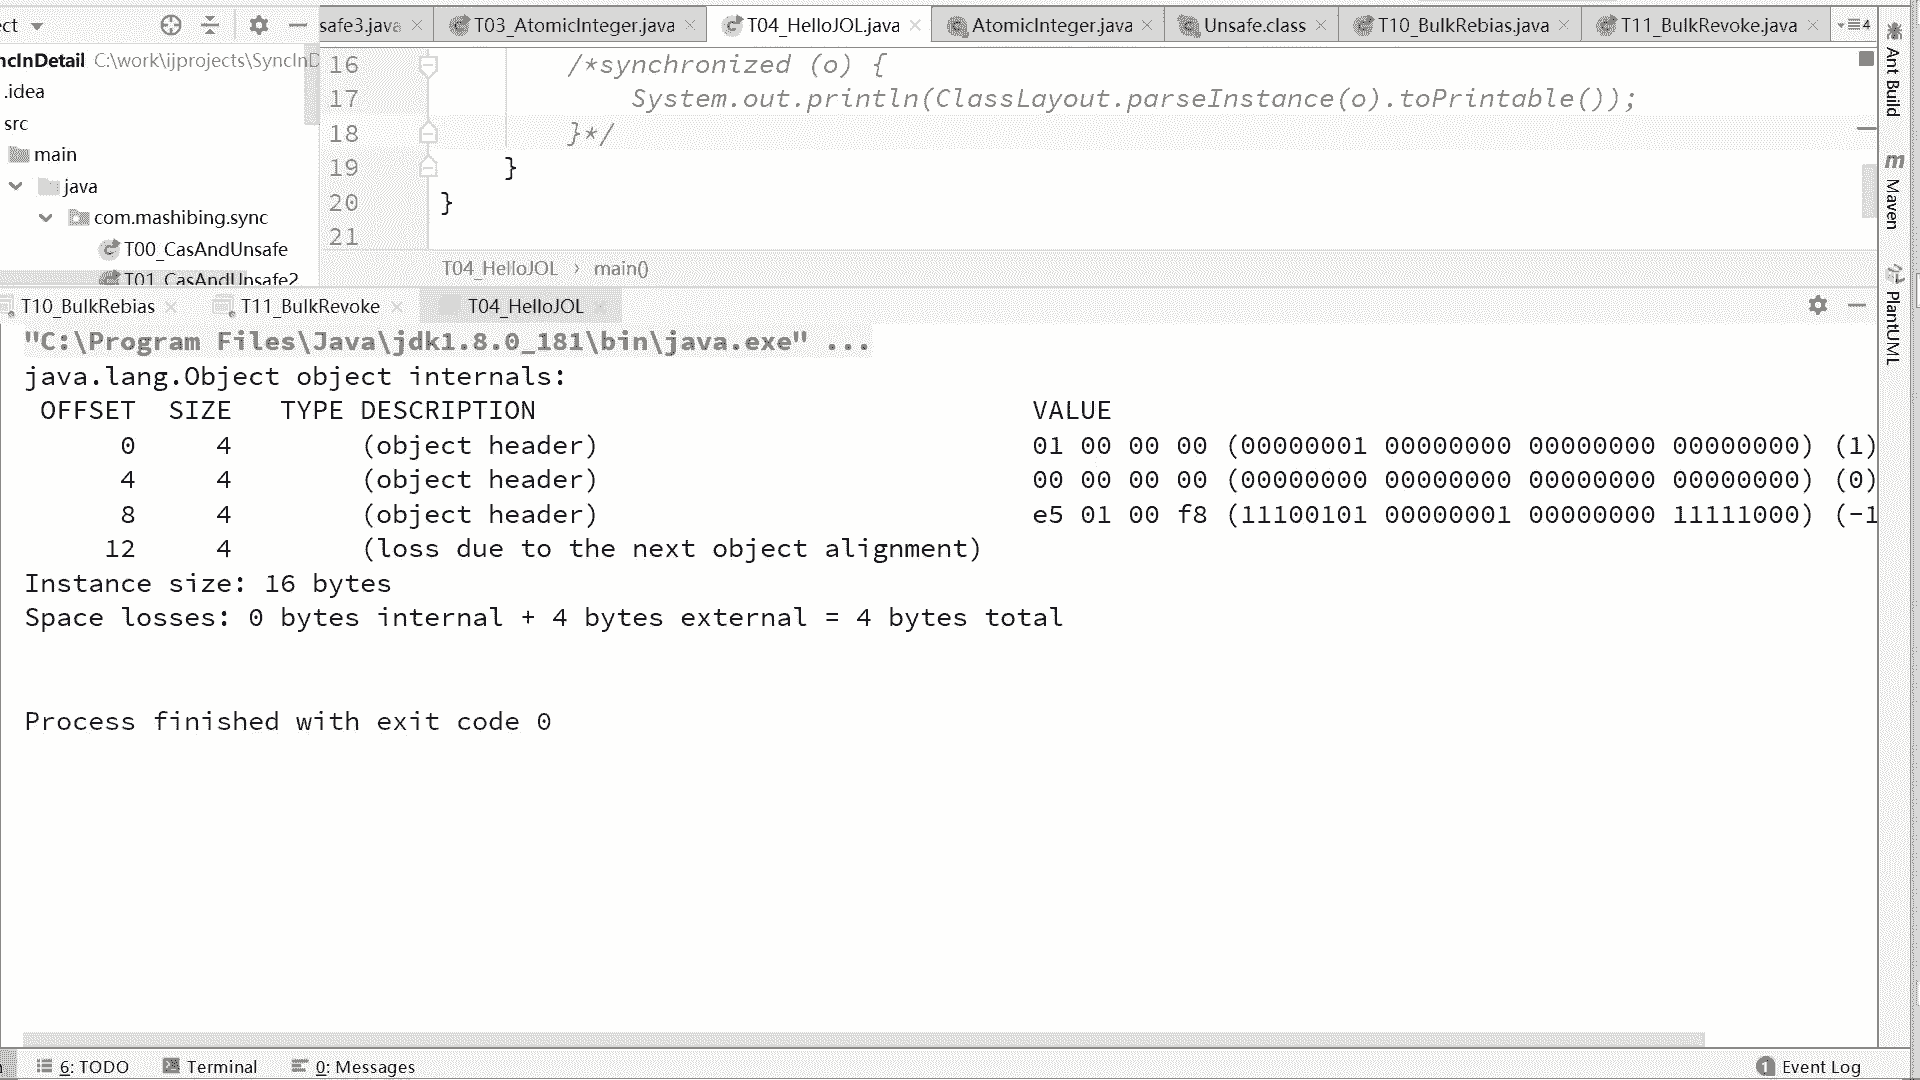 ct
safe3.java
T03_AtomicInteger.java
T04_HelloJOL.java
AtomicInteger.java
Unsafe.class
T10_BulkRebias.java
T11_BulkRevoke.java
4
ncInDetail C:\work\ijprojects\SyncInD
.idea
src
main
java
com.mashibing.sync
T00_CasAndUnsafe
T01_CasAndUnsafe2
16 /*synchronized (o) {
17 System.out.println(ClassLayout.parseInstance(o).toPrintable());
18 }*/
19 }
20 }
21
T04_HelloJOL › main()
Ant Build
Maven
PlantUML
T10_BulkRebias
T11_BulkRevoke
T04_HelloJOL
"C:\Program Files\Java\jdk1.8.0_181\bin\java.exe" ...
java.lang.Object object internals:
OFFSET SIZE TYPE DESCRIPTION VALUE
0 4 (object header) 01 00 00 00 (00000001 00000000 00000000 00000000) (1)
4 4 (object header) 00 00 00 00 (00000000 00000000 00000000 00000000) (0)
8 4 (object header) e5 01 00 f8 (11100101 00000001 00000000 11111000) (-1
12 4 (loss due to the next object alignment)
Instance size: 16 bytes
Space losses: 0 bytes internal + 4 bytes external = 4 bytes total
Process finished with exit code 0
6: TODO
Terminal
0: Messages
1 Event Log